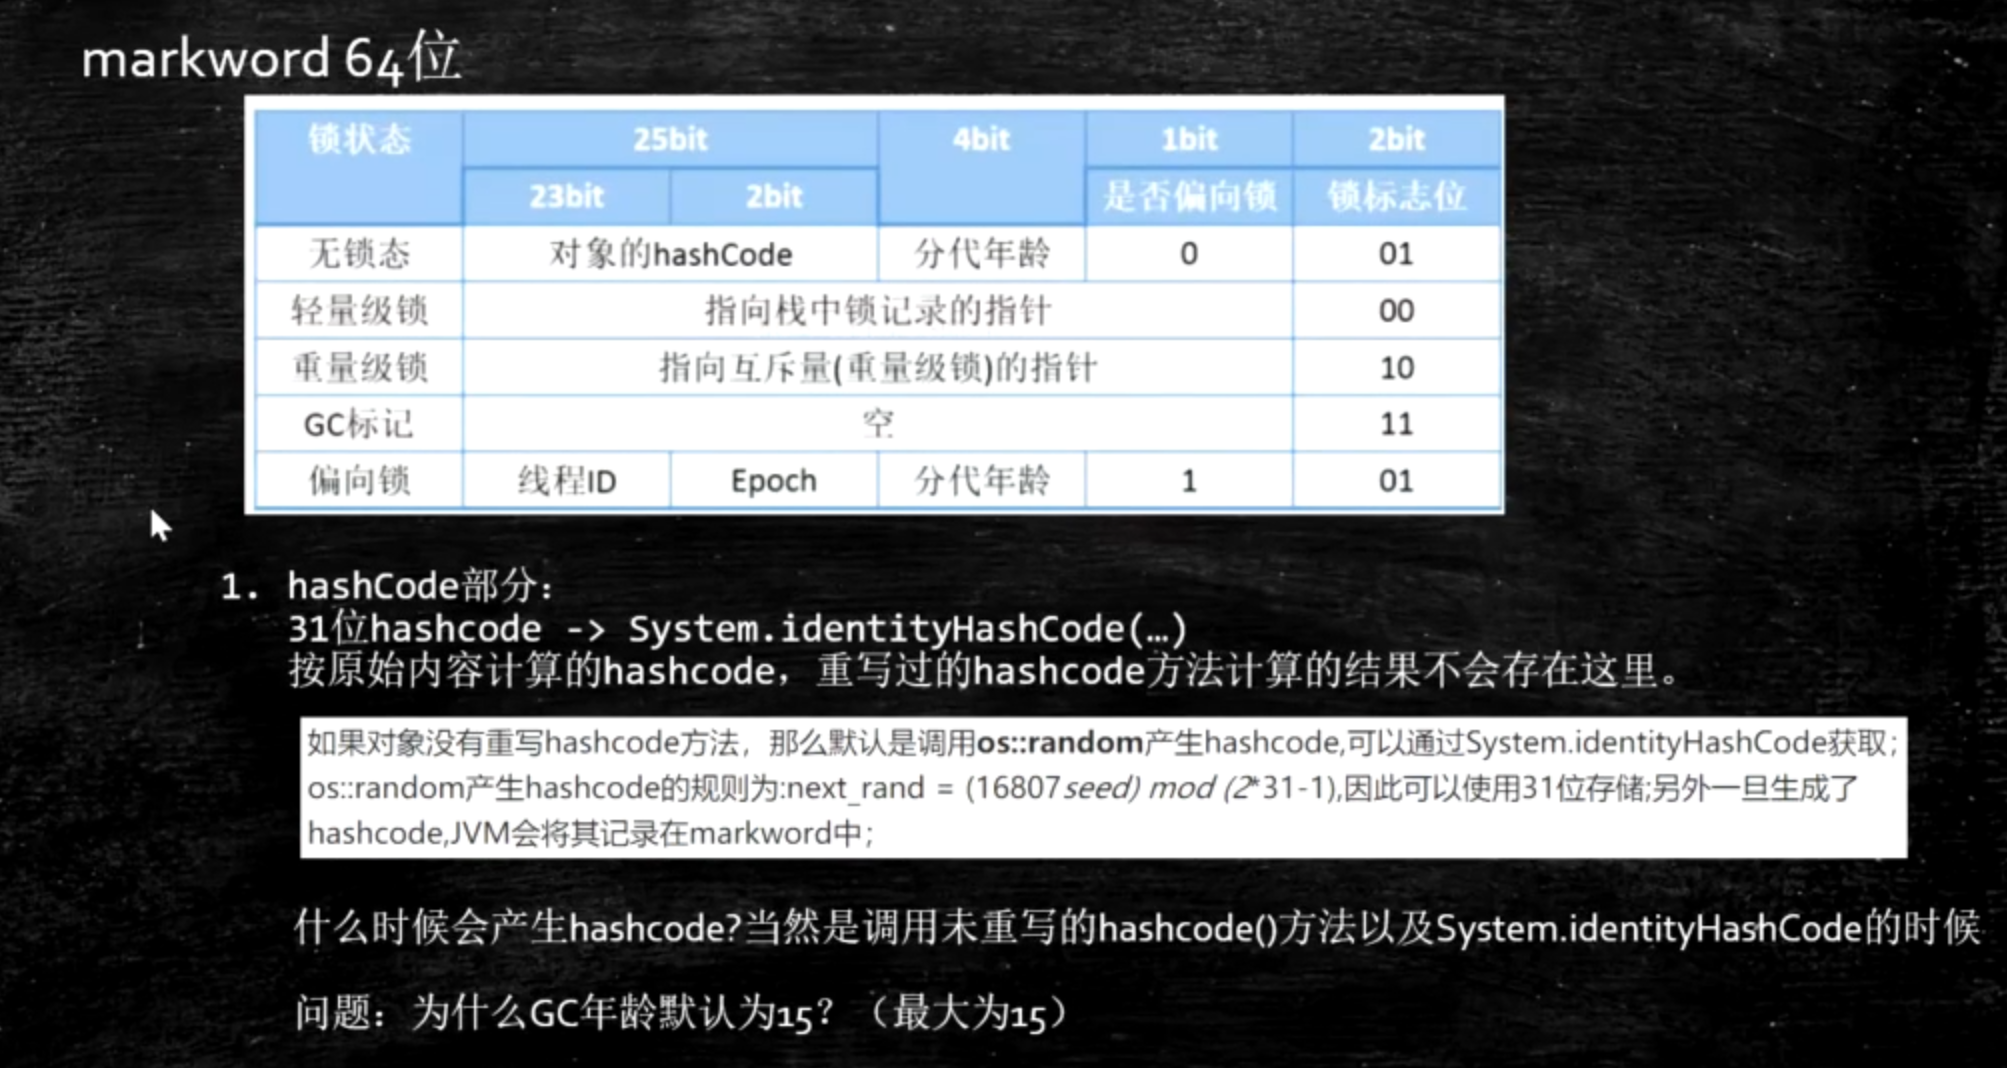 markword 64位
锁状态 25bit 4bit 1bit 2bit
23bit 2bit 是否偏向锁 锁标志位
无锁态 对象的hashCode 分代年龄 0 01
轻量级锁 指向栈中锁记录的指针 00
重量级锁 指向互斥量(重量级锁)的指针 10
GC标记 空 11
偏向锁 线程ID Epoch 分代年龄 1 01
1. hashCode部分：
31位hashcode -> System.identityHashCode(…)
按原始内容计算的hashcode，重写过的hashcode方法计算的结果不会存在这里。
如果对象没有重写hashcode方法，那么默认是调用os::random产生hashcode,可以通过System.identityHashCode获取；
os::random产生hashcode的规则为:next_rand = (16807seed) mod (2*31-1),因此可以使用31位存储;另外一旦生成了
hashcode,JVM会将其记录在markword中；
什么时候会产生hashcode?当然是调用未重写的hashcode()方法以及System.identityHashCode的时候
问题：为什么GC年龄默认为15？（最大为15）